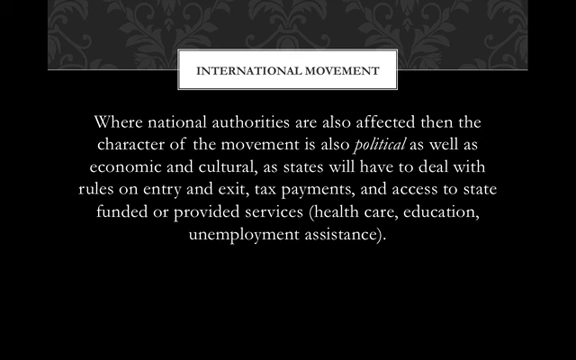 INTERNATIONAL MOVEMENT
Where national authorities are also affected then the
character of the movement is also political as well as
economic and cultural, as states will have to deal with
rules on entry and exit, tax payments, and access to state
funded or provided services (health care, education,
unemployment assistance).